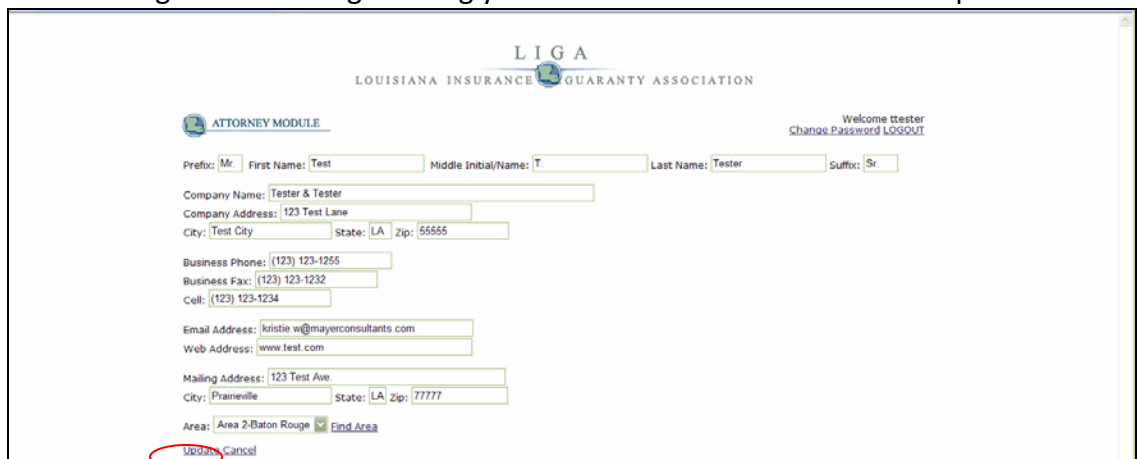 L I G A
LOUISIANA INSURANCE GUARANTY ASSOCIATION
ATTORNEY MODULE
Welcome ttester
Change Password LOGOUT
Prefix: Mr. First Name: Test Middle Initial/Name: T. Last Name: Tester Suffix: Sr.
Company Name: Tester & Tester
Company Address: 123 Test Lane
City: Test City State: LA Zip: 55555
Business Phone: (123) 123-1255
Business Fax: (123) 123-1232
Cell: (123) 123-1234
Email Address: kristie.w@mayerconsultants.com
Web Address: www.test.com
Mailing Address: 123 Test Ave.
City: Prairieville State: LA Zip: 77777
Area: Area 2-Baton Rouge Find Area
Update Cancel